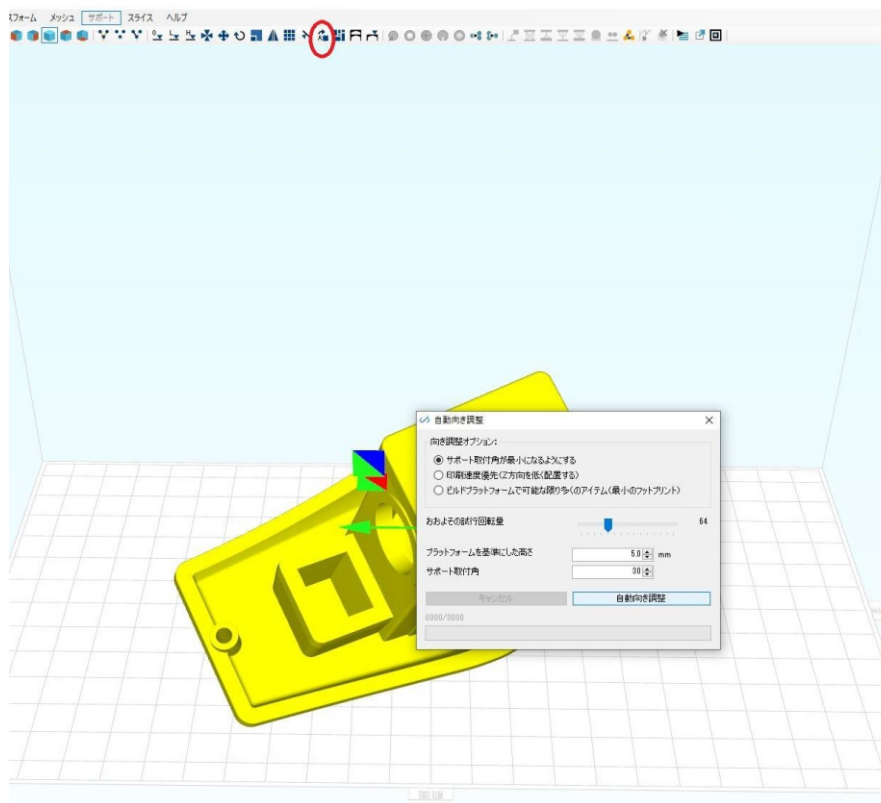 スフォーム メッシュ サポート スライス ヘルプ
自動向き調整
向き調整オプション:
サポート取付角が最小になるようにする
印刷速度優先(Z方向を低く配置する)
ビルドプラットフォームで可能な限り多くのアイテム(最小のフットプリント)
おおよその試行回転量 64
プラットフォームを基準にした高さ 5.0 mm
サポート取付角 30
キャンセル 自動向き調整
0000/0000